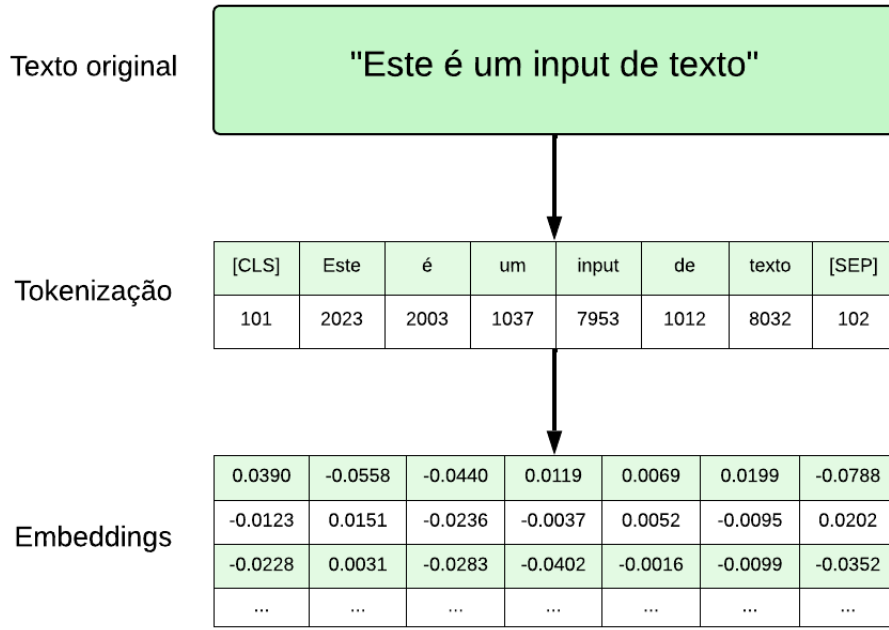 Texto original
"Este é um input de texto"
Tokenização
[CLS] Este é um input de texto [SEP]
101 2023 2003 1037 7953 1012 8032 102
Embeddings
0.0390 -0.0558 -0.0440 0.0119 0.0069 0.0199 -0.0788
-0.0123 0.0151 -0.0236 -0.0037 0.0052 -0.0095 0.0202
-0.0228 0.0031 -0.0283 -0.0402 -0.0016 -0.0099 -0.0352
... ... ... ... ... ... ...